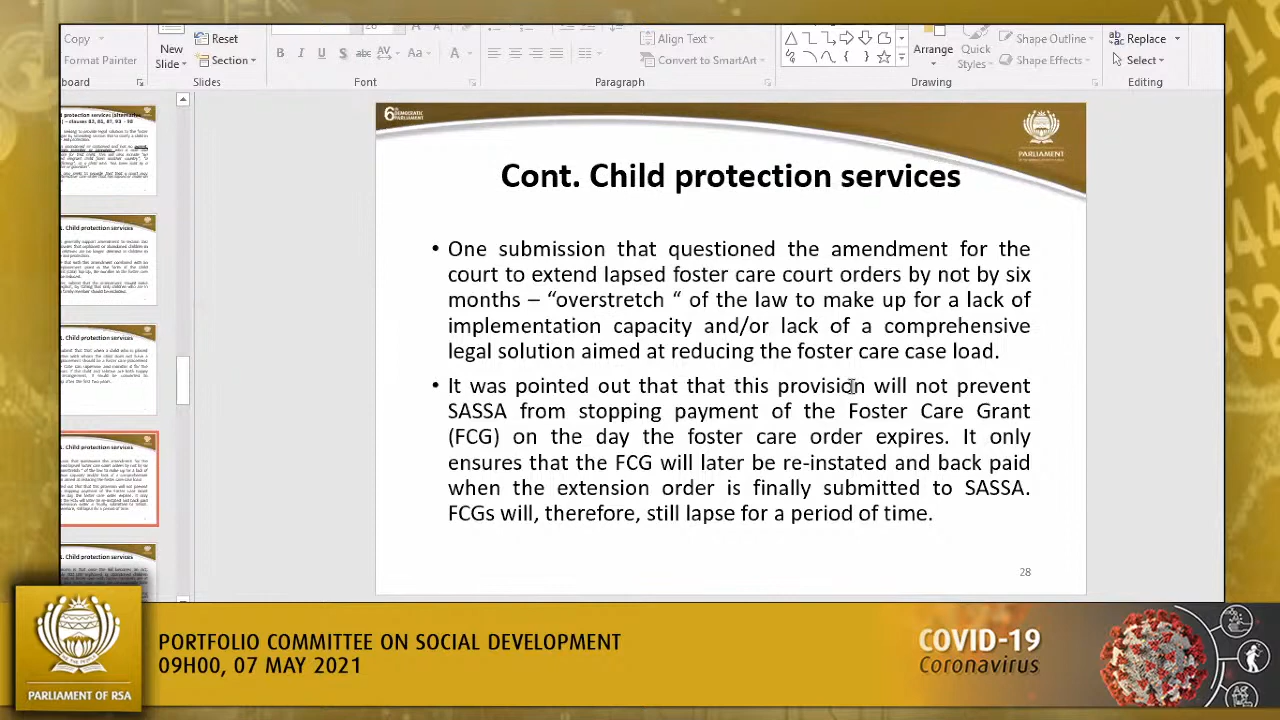 Copy
Format Painter
board
New
Slide
Reset
Section
Slides
B I U S abc AV Aa A
Font
Paragraph
Align Text
Convert to SmartArt
Arrange
Quick
Styles
Shape Outline
Shape Effects
Drawing
Replace
Select
Editing
6th DEMOCRATIC
PARLIAMENT
PARLIAMENT
Cont. Child protection services
• One submission that questioned the amendment for the
court to extend lapsed foster care court orders by not by six
months – “overstretch “ of the law to make up for a lack of
implementation capacity and/or lack of a comprehensive
legal solution aimed at reducing the foster care case load.
• It was pointed out that that this provision will not prevent
SASSA from stopping payment of the Foster Care Grant
(FCG) on the day the foster care order expires. It only
ensures that the FCG will later be reinstated and back paid
when the extension order is finally submitted to SASSA.
FCGs will, therefore, still lapse for a period of time.
28
PARLIAMENT OF RSA
PORTFOLIO COMMITTEE ON SOCIAL DEVELOPMENT
09H00, 07 MAY 2021
COVID-19
Coronavirus